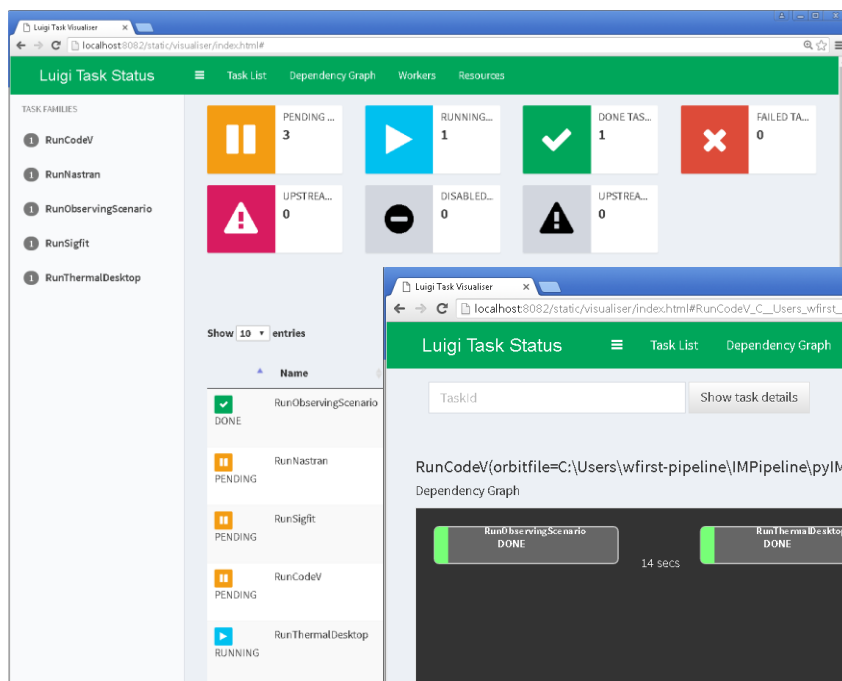 Luigi Task Visualiser
localhost:8082/static/visualiser/index.html#
Luigi Task Status Task List Dependency Graph Workers Resources
TASK FAMILIES
1 RunCodeV
1 RunNastran
1 RunObservingScenario
1 RunSigfit
1 RunThermalDesktop
PENDING ...
3
RUNNING...
1
DONE TAS...
1
FAILED TA...
0
UPSTREA...
0
DISABLED...
0
UPSTREA...
0
Show 10 entries
Name
RunObservingScenario
DONE
RunNastran
PENDING
RunSigfit
PENDING
RunCodeV
PENDING
RunThermalDesktop
RUNNING
Luigi Task Visualiser
localhost:8082/static/visualiser/index.html#RunCodeV_C__Users_wfirst_
Luigi Task Status Task List Dependency Graph
TaskId Show task details
RunCodeV(orbitfile=C:\Users\wfirst-pipeline\IMPipeline\pyIM
Dependency Graph
RunObservingScenario
DONE
14 secs
RunThermalDesktop
DONE